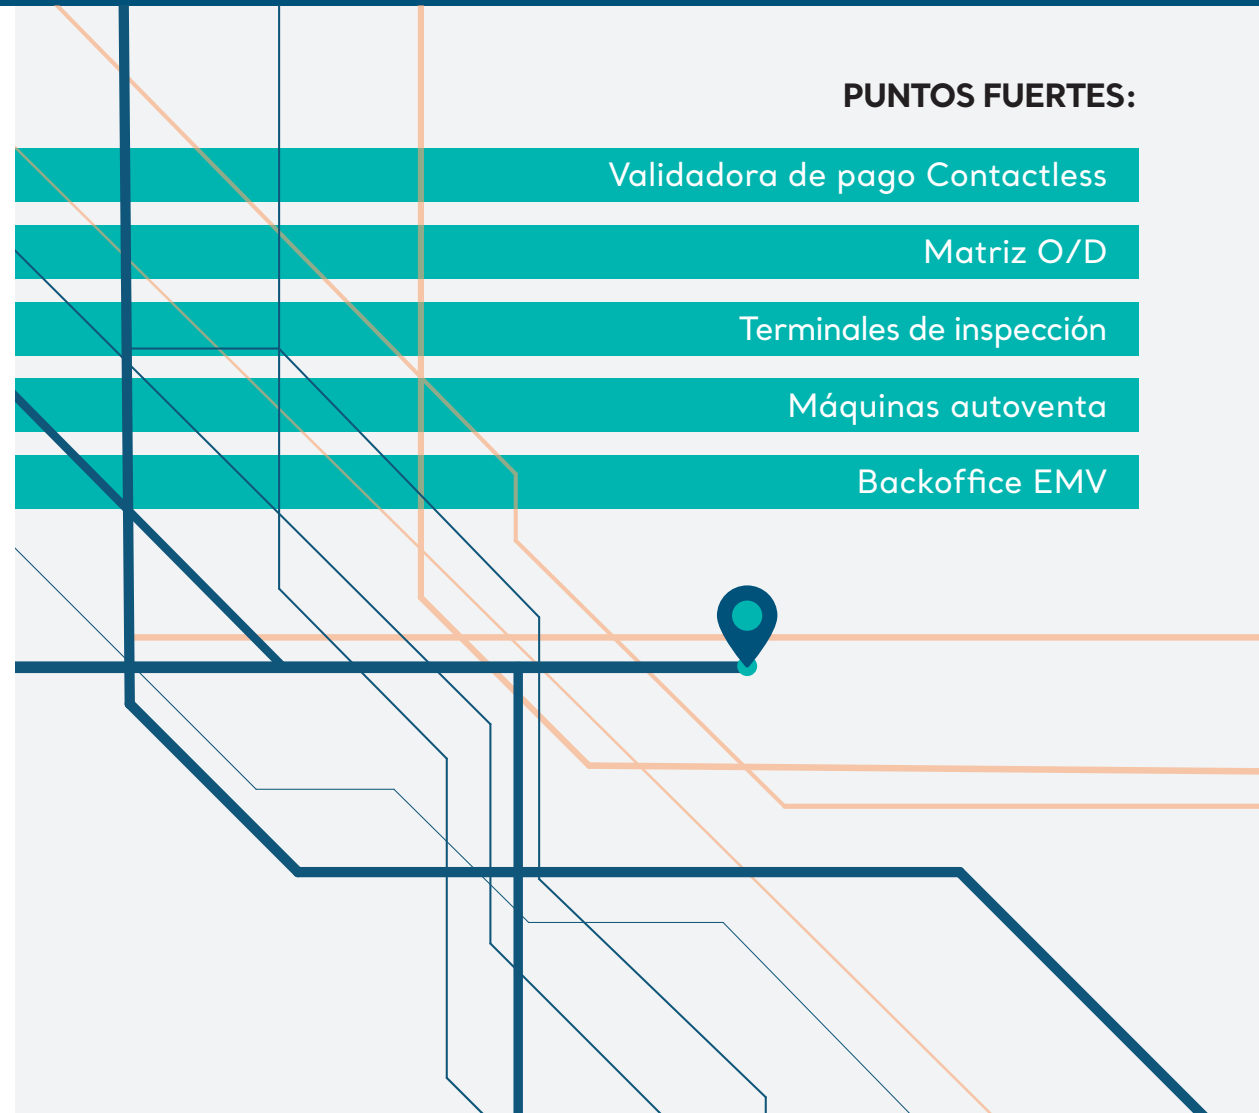 PUNTOS FUERTES:
Validadora de pago Contactless
Matriz O/D
Terminales de inspección
Máquinas autoventa
Backoffice EMV